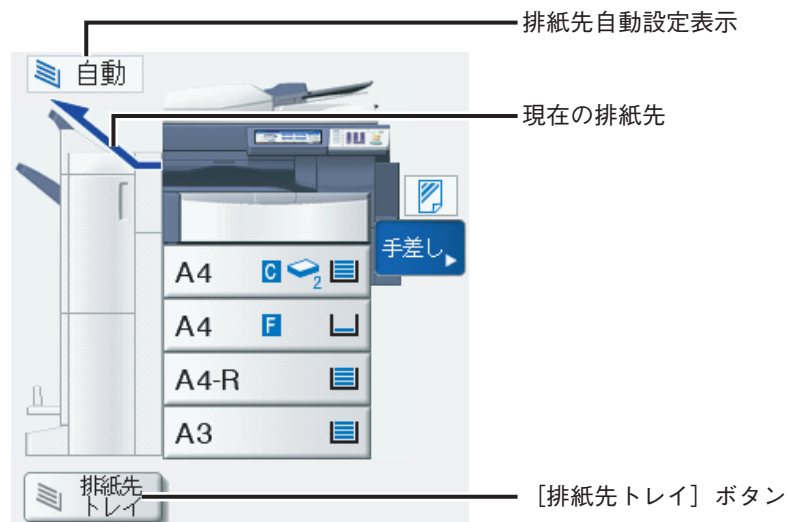 排紙先自動設定表示
自動
現在の排紙先
手差し
A4 C 2
A4 F
A4-R
A3
排紙先
トレイ
［排紙先トレイ］ボタン